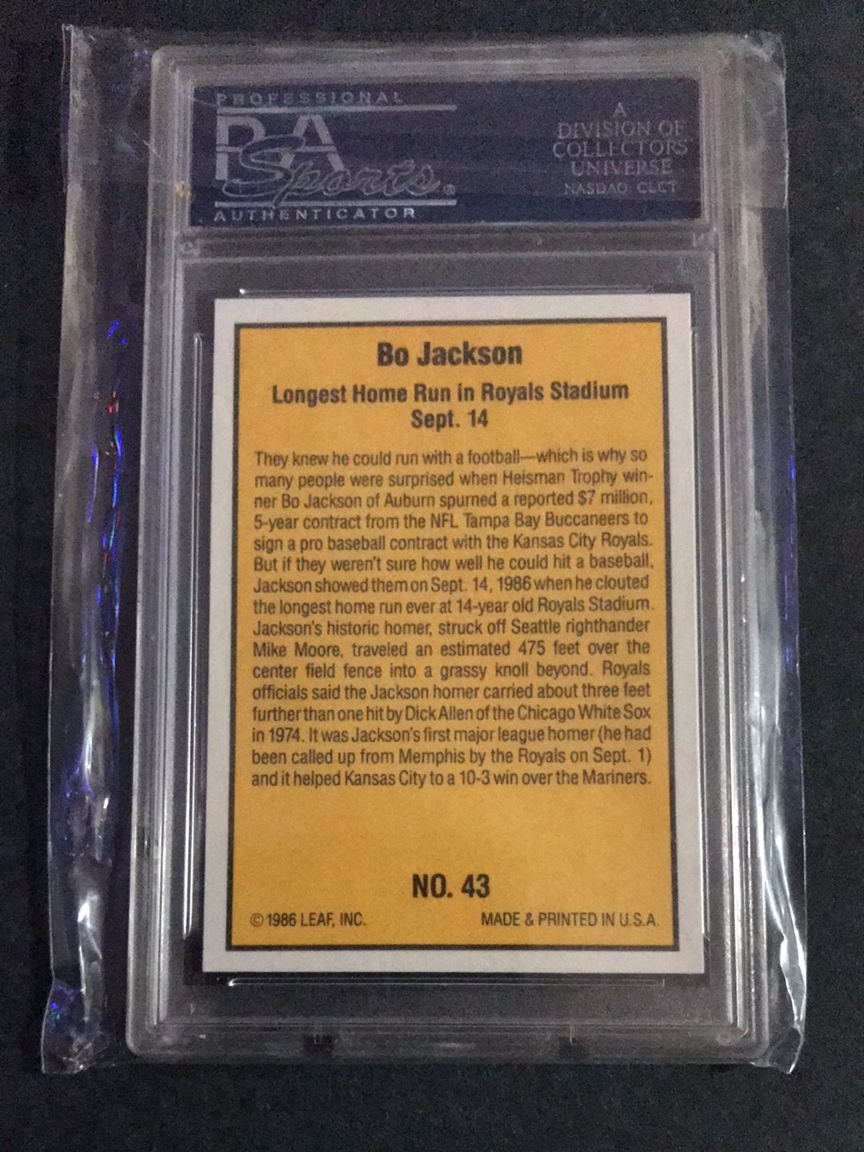 PROFESSIONAL
PSA
Sports®
AUTHENTICATOR
A
DIVISION OF
COLLECTORS
UNIVERSE
NASDAQ: CLCT
Bo Jackson
Longest Home Run in Royals Stadium
Sept. 14
They knew he could run with a football—which is why so
many people were surprised when Heisman Trophy win-
ner Bo Jackson of Auburn spurned a reported $7 million,
5-year contract from the NFL Tampa Bay Buccaneers to
sign a pro baseball contract with the Kansas City Royals.
But if they weren't sure how well he could hit a baseball,
Jackson showed them on Sept. 14, 1986 when he clouted
the longest home run ever at 14-year old Royals Stadium.
Jackson's historic homer, struck off Seattle righthander
Mike Moore, traveled an estimated 475 feet over the
center field fence into a grassy knoll beyond. Royals
officials said the Jackson homer carried about three feet
further than one hit by Dick Allen of the Chicago White Sox
in 1974. It was Jackson's first major league homer (he had
been called up from Memphis by the Royals on Sept. 1)
and it helped Kansas City to a 10-3 win over the Mariners.
NO. 43
© 1986 LEAF, INC.
MADE & PRINTED IN U.S.A.